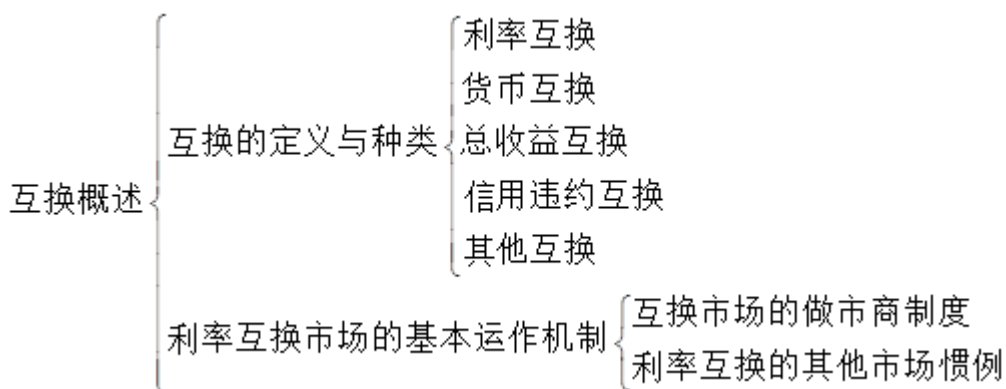 互换概述
互换的定义与种类
利率互换
货币互换
总收益互换
信用违约互换
其他互换
利率互换市场的基本运作机制
互换市场的做市商制度
利率互换的其他市场惯例